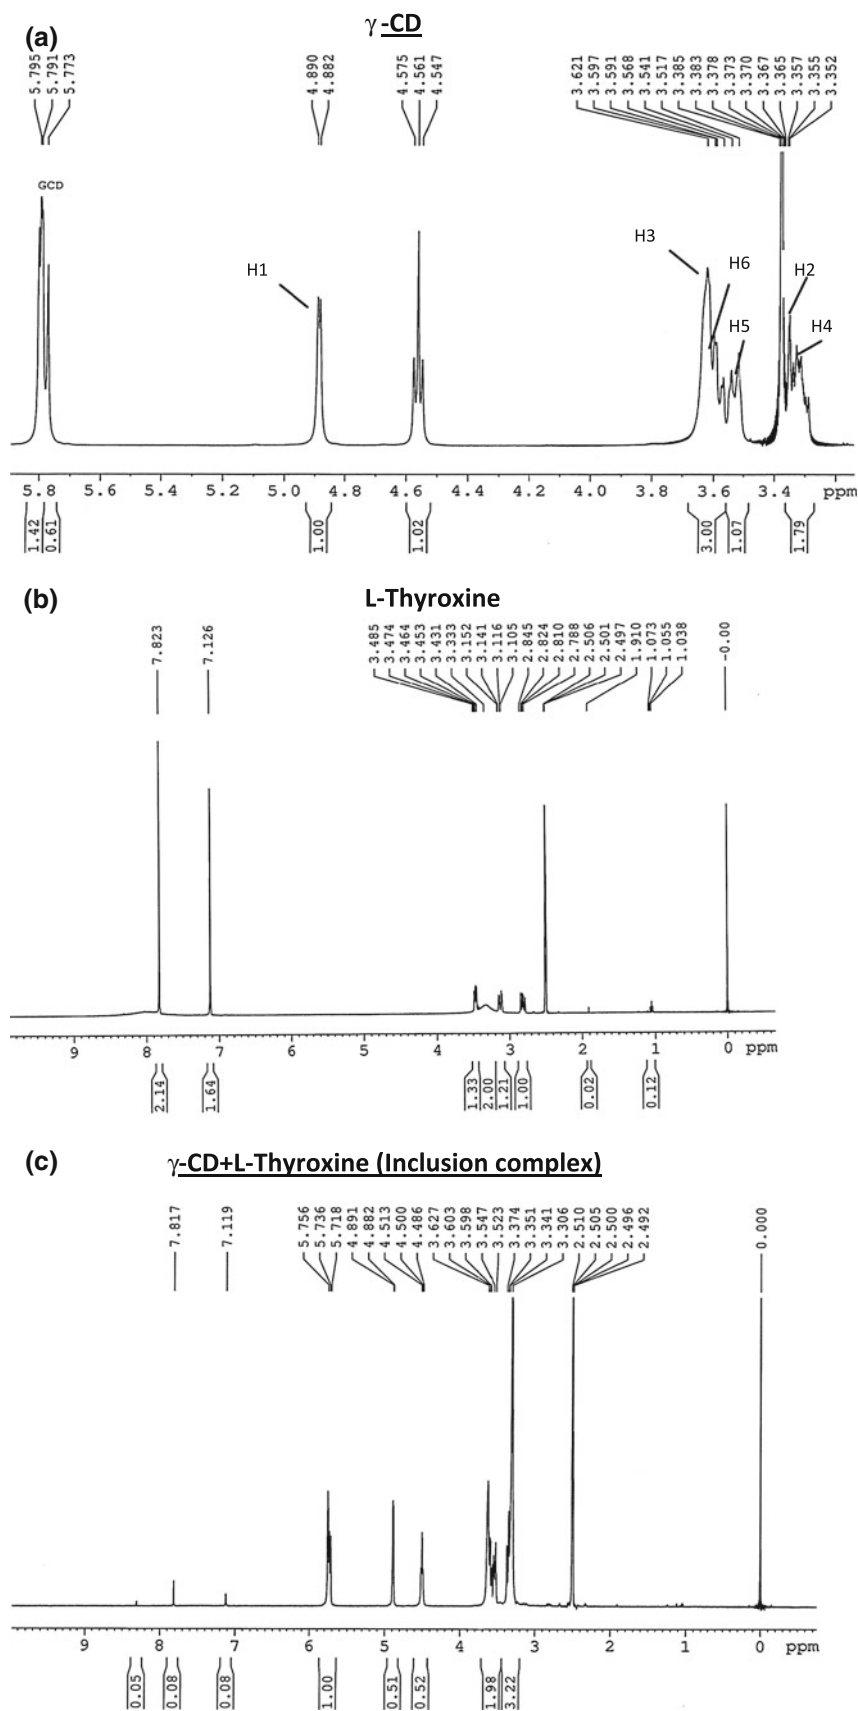 (a)
γ-CD
5.795 5.791 5.773 4.890 4.882 4.575 4.561 4.547 3.621 3.597 3.591 3.568 3.541 3.517 3.385 3.383 3.378 3.373 3.370 3.367 3.365 3.357 3.355 3.352
GCD
H1
H3
H6
H2
H5
H4
5.8 5.6 5.4 5.2 5.0 4.8 4.6 4.4 4.2 4.0 3.8 3.6 3.4 ppm
1.42 0.61 1.00 1.02 3.00 1.07 1.79
(b)
L-Thyroxine
7.823 7.126 3.485 3.474 3.464 3.453 3.431 3.333 3.152 3.141 3.116 3.105 2.845 2.824 2.810 2.788 2.506 2.501 2.497 1.910 1.073 1.055 1.038 -0.00
9 8 7 6 5 4 3 2 1 0 ppm
2.14 1.64 1.33 2.00 1.21 1.00 0.02 0.12
(c)
γ-CD+L-Thyroxine (Inclusion complex)
7.817 7.119 5.756 5.736 5.718 4.891 4.882 4.513 4.500 4.486 3.627 3.603 3.598 3.547 3.523 3.374 3.351 3.341 3.306 2.510 2.505 2.500 2.496 2.492 0.000
9 8 7 6 5 4 3 2 1 0 ppm
0.05 0.08 0.08 1.00 0.51 0.52 1.98 3.22